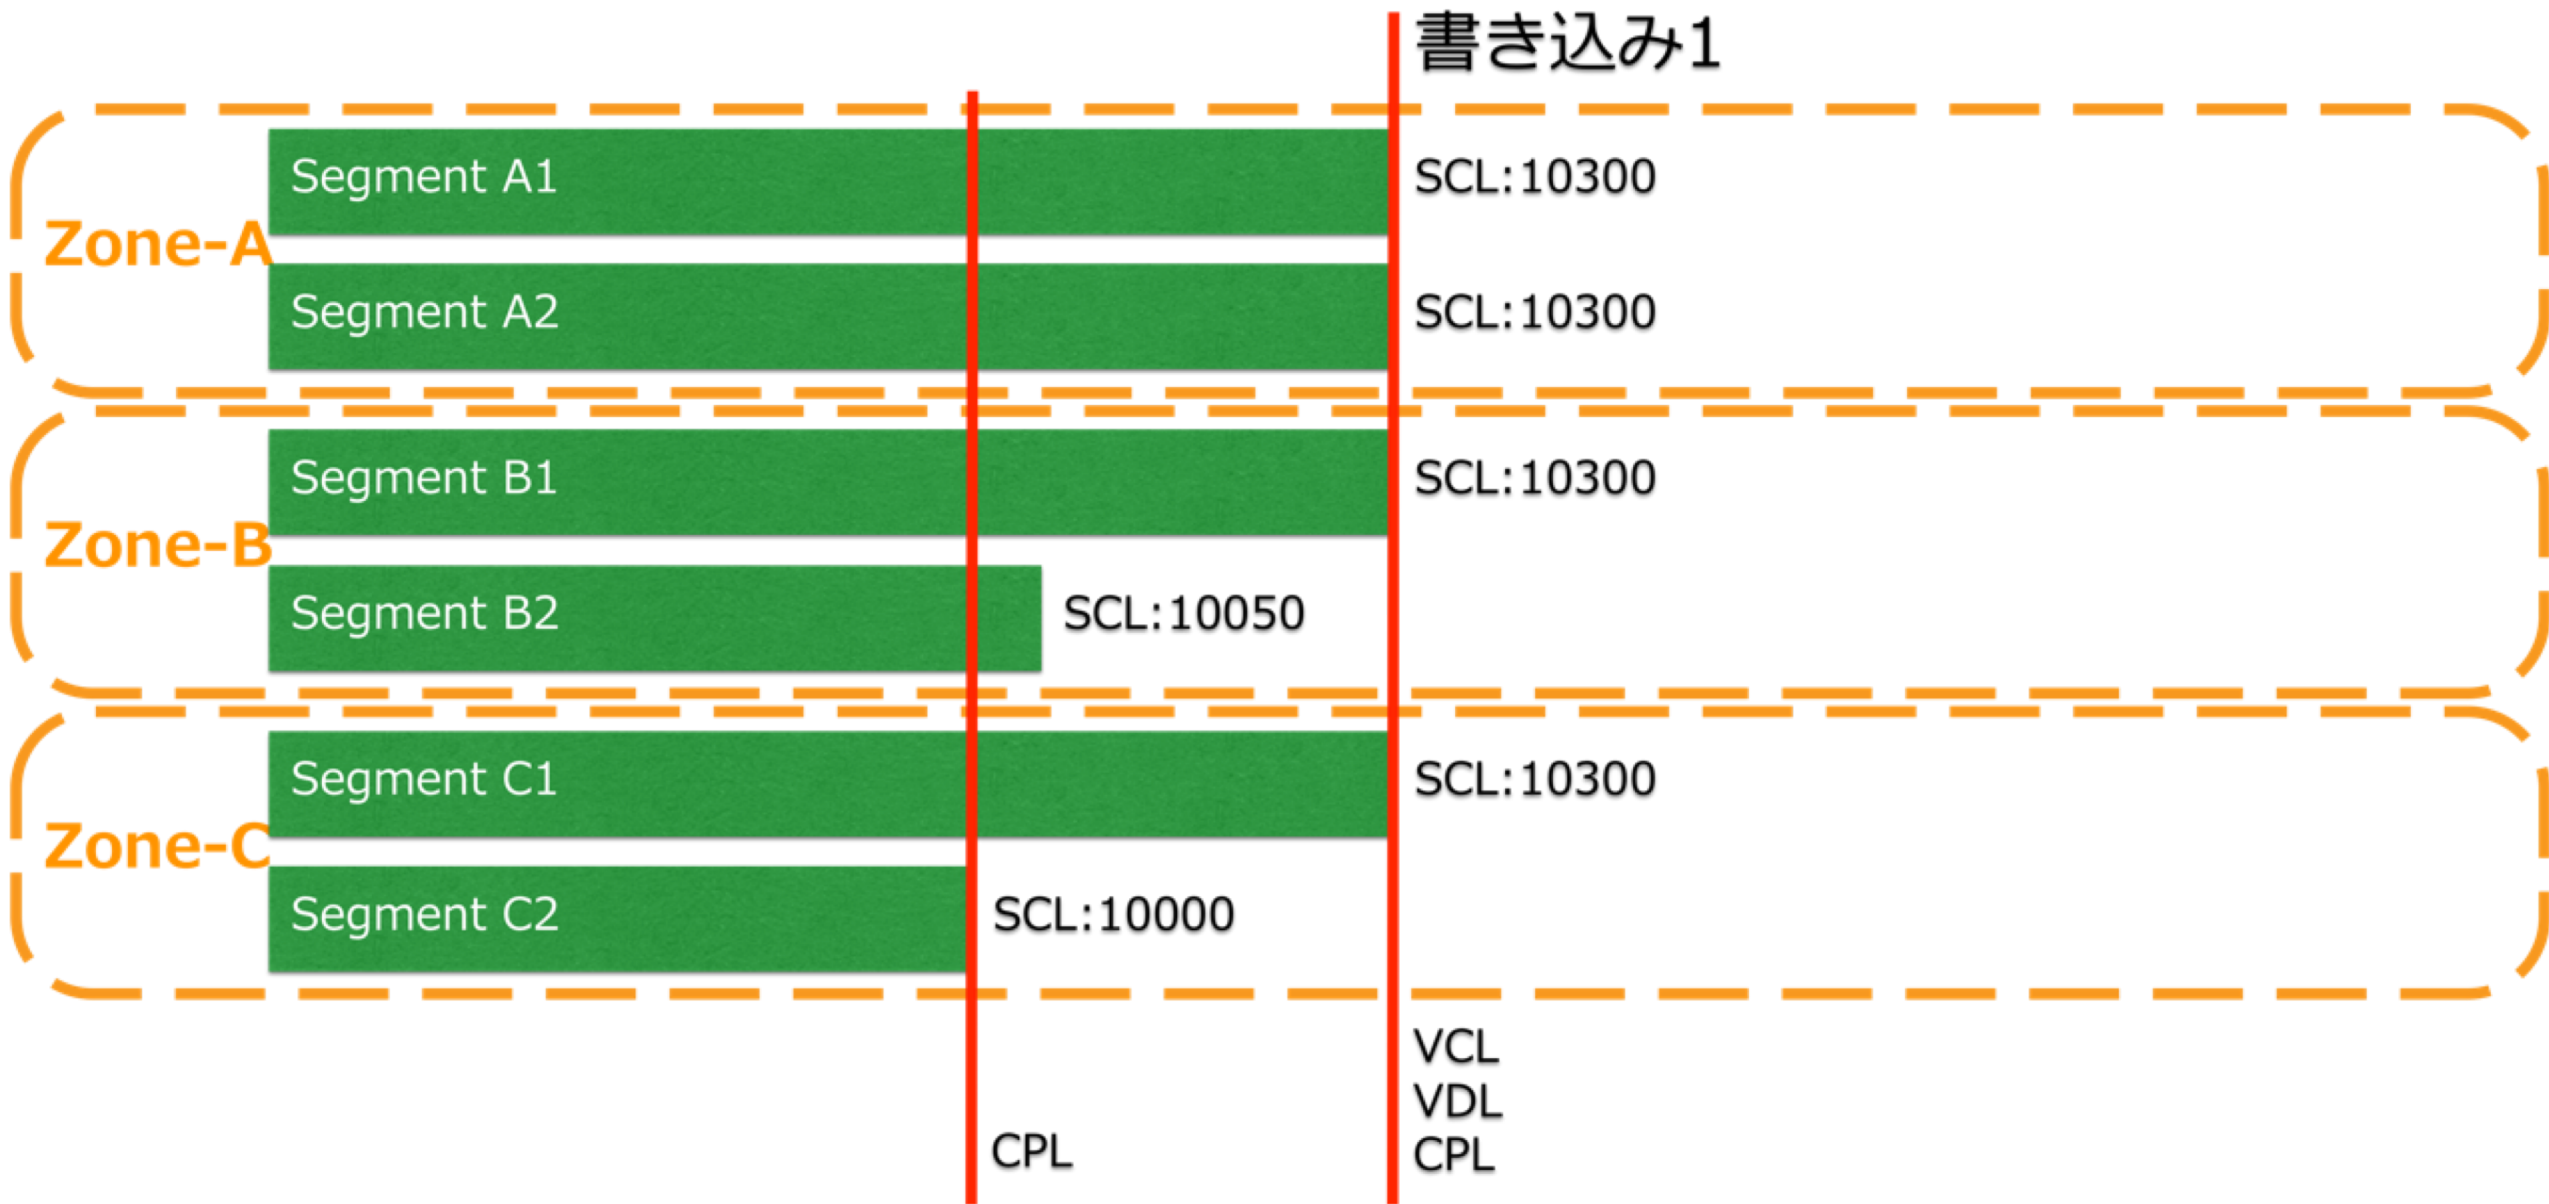 書き込み1
Zone-A
Segment A1
SCL:10300
Segment A2
SCL:10300
Zone-B
Segment B1
SCL:10300
Segment B2
SCL:10050
Zone-C
Segment C1
SCL:10300
Segment C2
SCL:10000
CPL
VCL
VDL
CPL